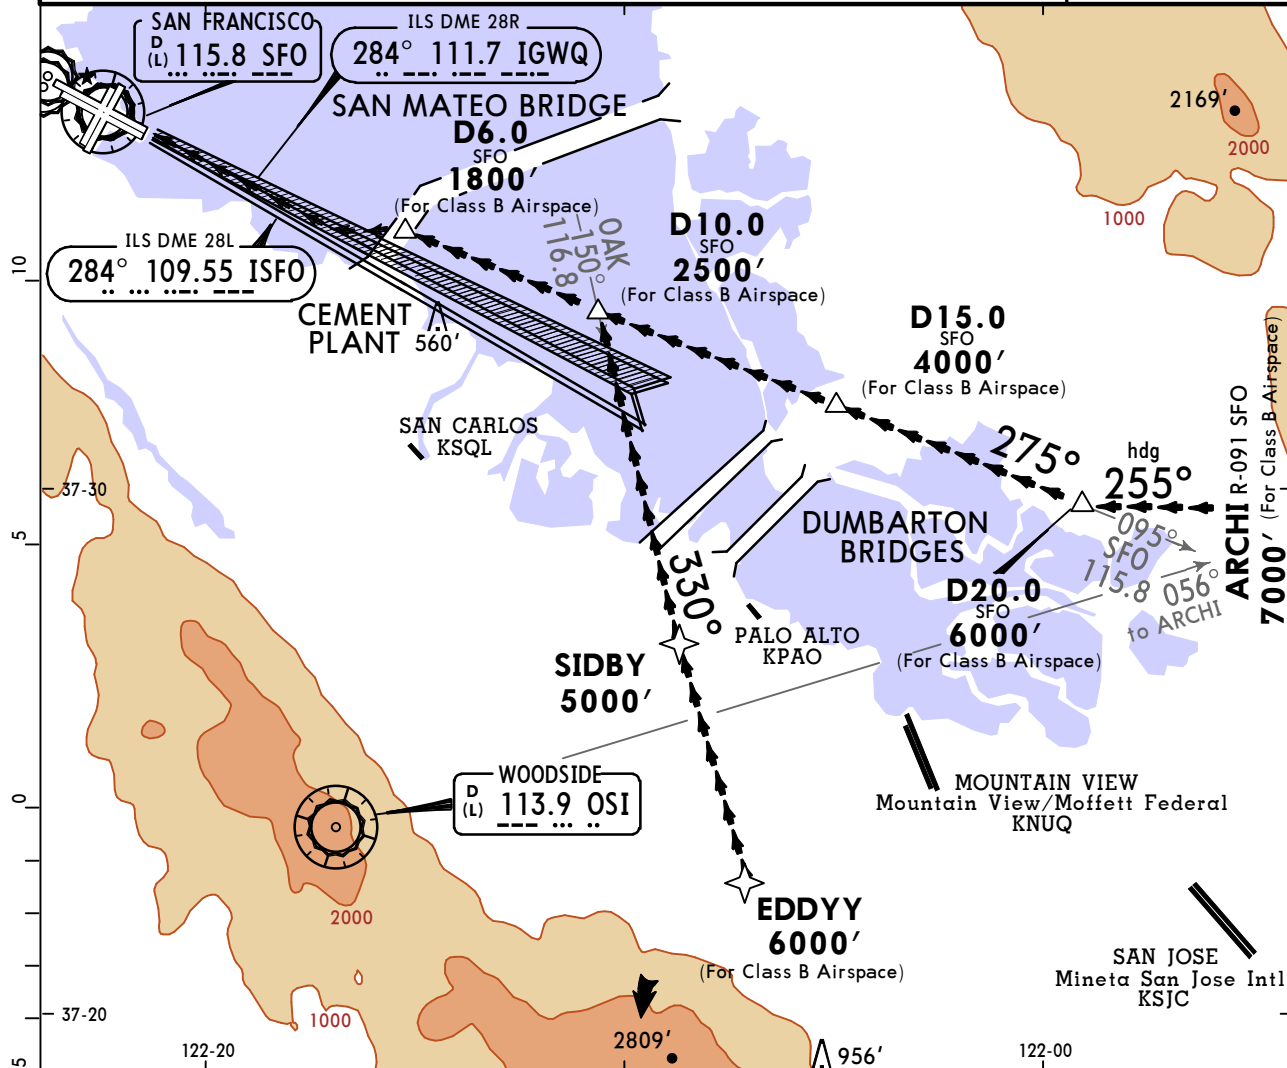 SAN FRANCISCO
D
(L) 115.8 SFO
ILS DME 28R
284° 111.7 IGWQ
SAN MATEO BRIDGE
D6.0
SFO
1800'
(For Class B Airspace)
2169'
2000
1000
OAK
150°
116.8
D10.0
SFO
2500'
(For Class B Airspace)
ILS DME 28L
284° 109.55 ISFO
10
CEMENT
PLANT 560'
D15.0
SFO
4000'
(For Class B Airspace)
SAN CARLOS
KSQL
275°
hdg
255°
ARCHI R-091 SFO
7000' (For Class B Airspace)
37-30
5
DUMBARTON
BRIDGES
095°
SFO
115.8
056°
to ARCHI
D20.0
SFO
6000'
(For Class B Airspace)
330°
PALO ALTO
KPAO
SIDBY
5000'
WOODSIDE
D
(L) 113.9 OSI
0
MOUNTAIN VIEW
Mountain View/Moffett Federal
KNUQ
2000
EDDYY
6000'
(For Class B Airspace)
SAN JOSE
Mineta San Jose Intl
KSJC
37-20
1000
2809'
956'
5
122-20
122-00